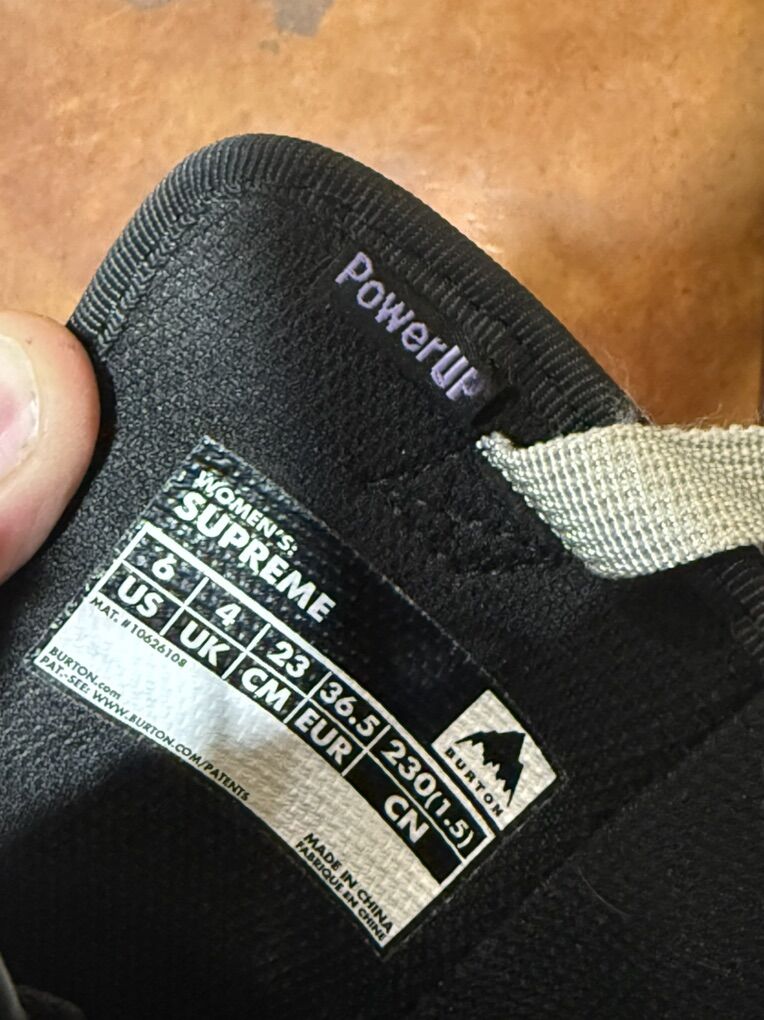 PowerUP
WOMEN'S:
SUPREME
6 4 23 36.5 230(1.5)
US UK CM EUR CN
MAT. #10626108
BURTON.com
PAT.-SEE: WWW.BURTON.COM/PATENTS
BURTON
MADE IN CHINA
FABRIQUE EN CHINE